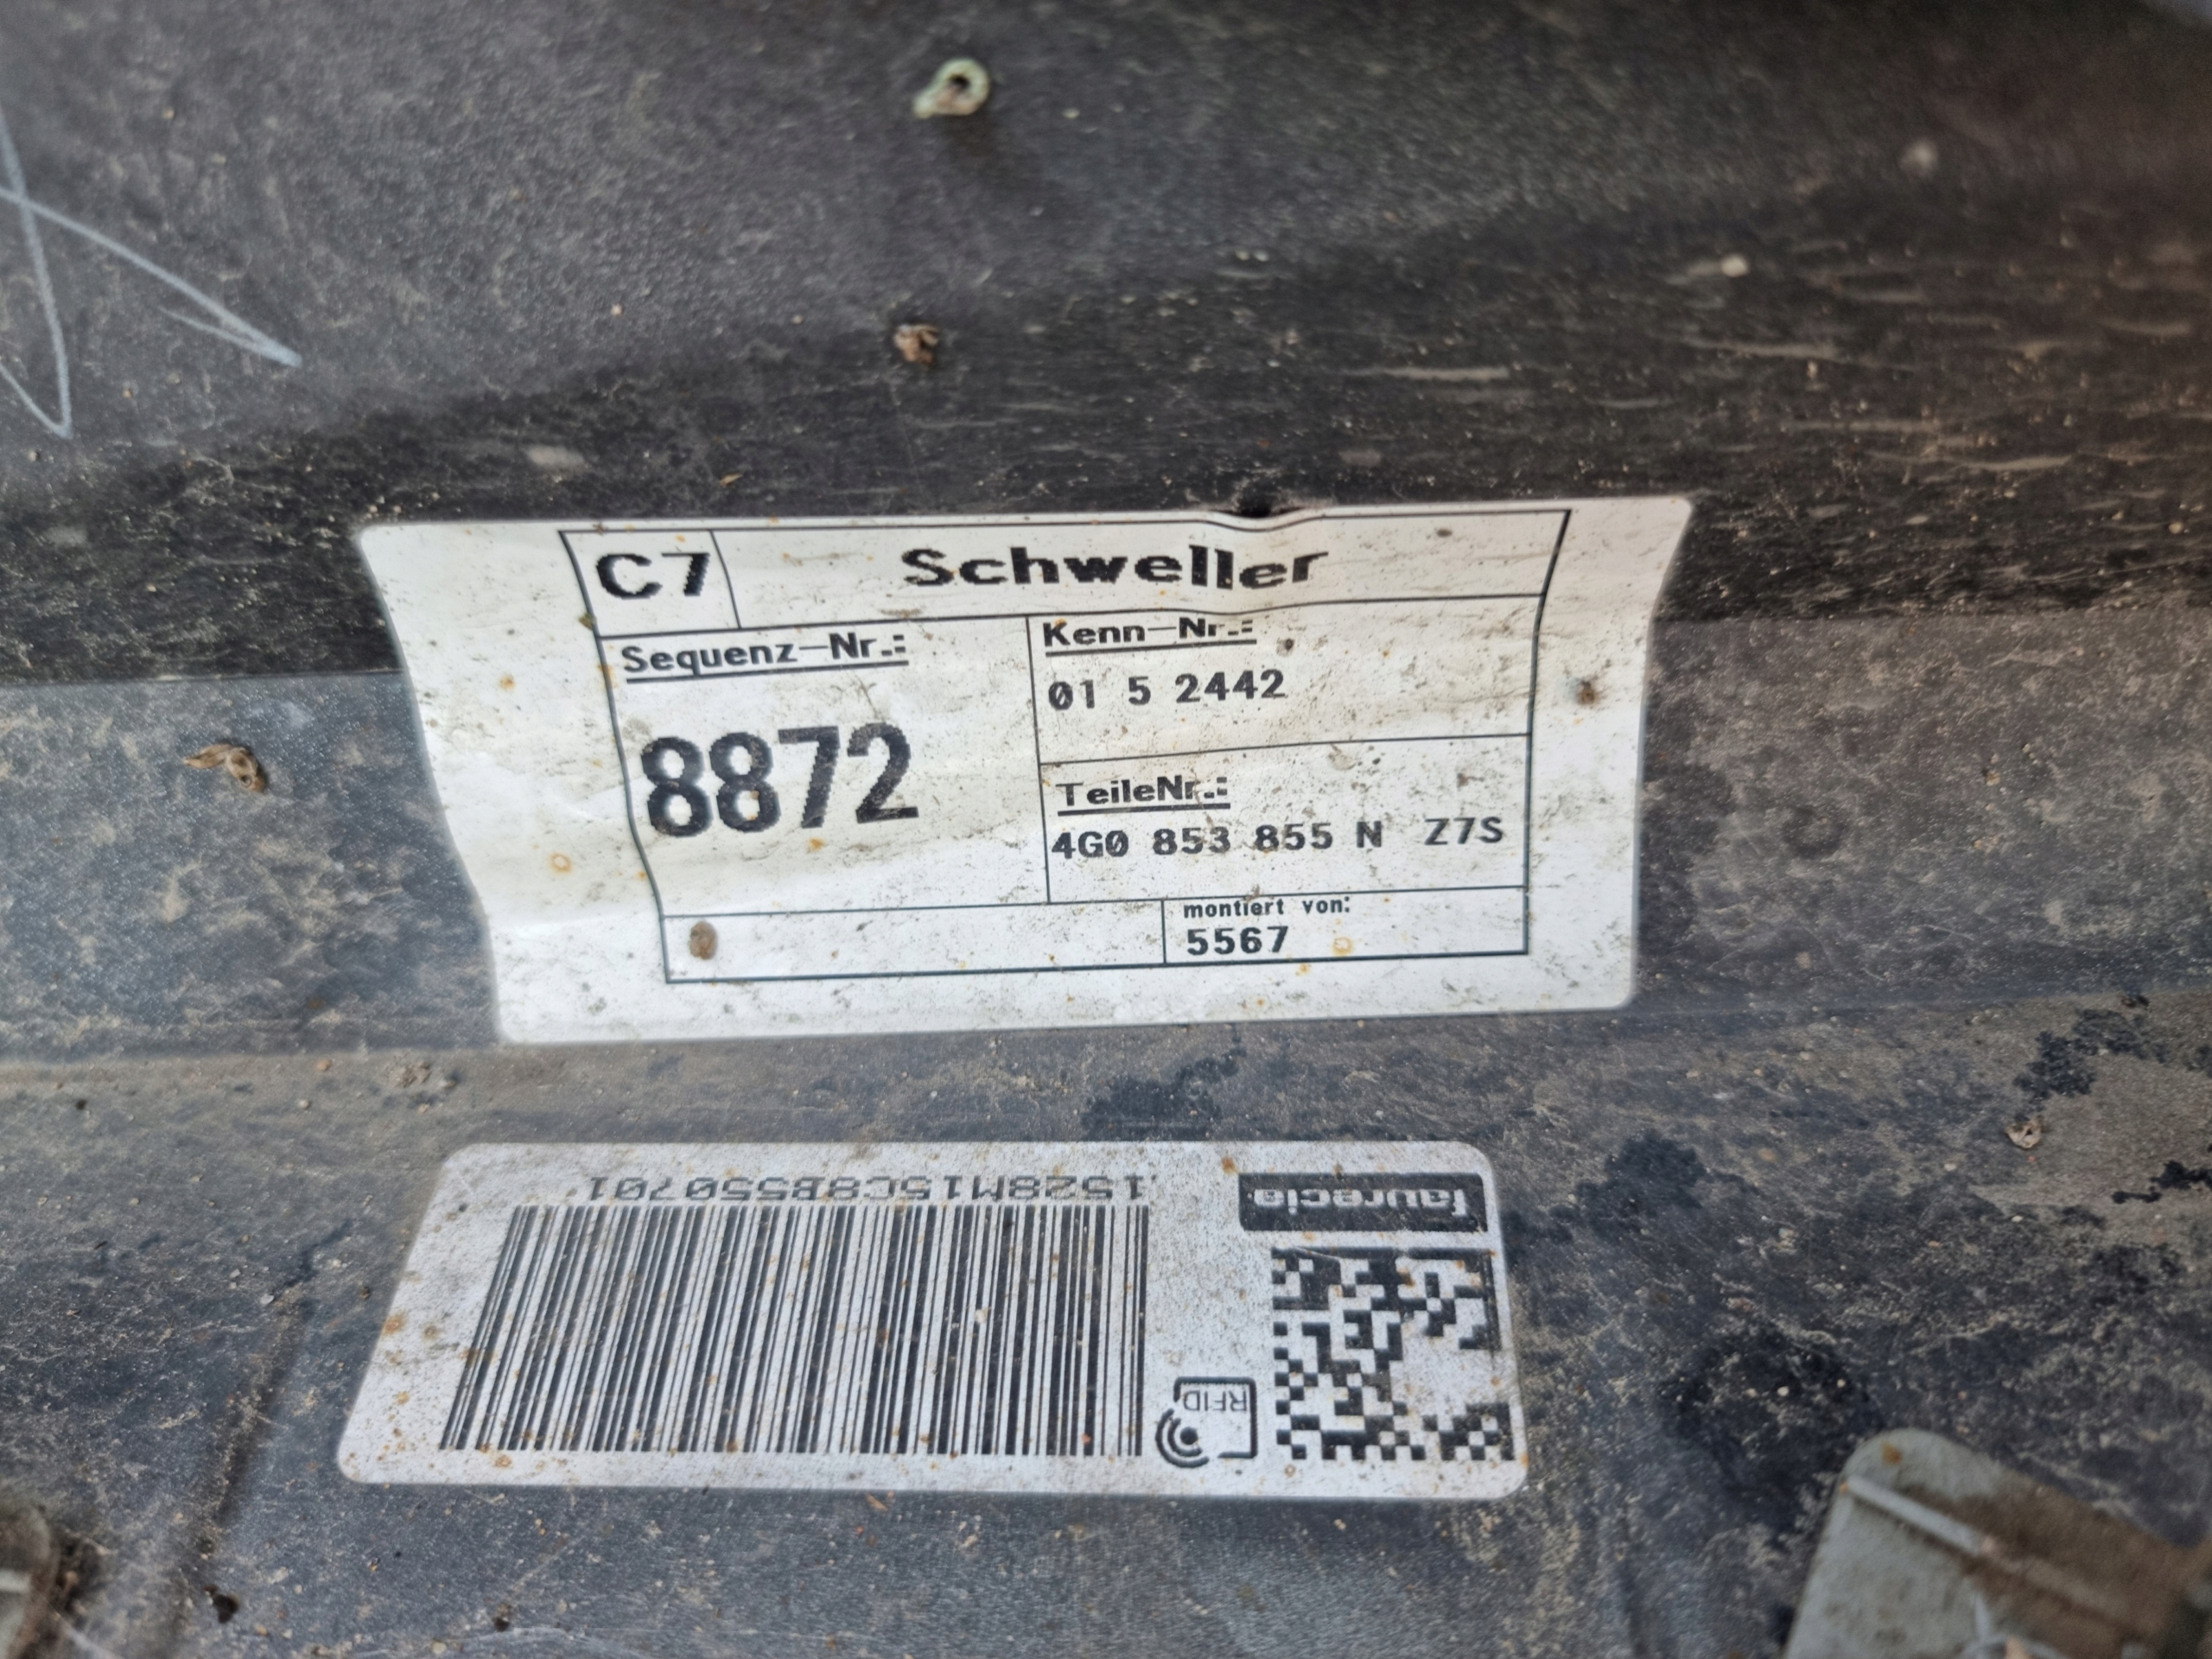 C7 Schweller
Sequenz-Nr.:
8872
Kenn-Nr.:
01 5 2442
TeileNr.:
4G0 853 855 N Z7S
montiert von:
5567
faurecia
1528M15C8B550701
RFID